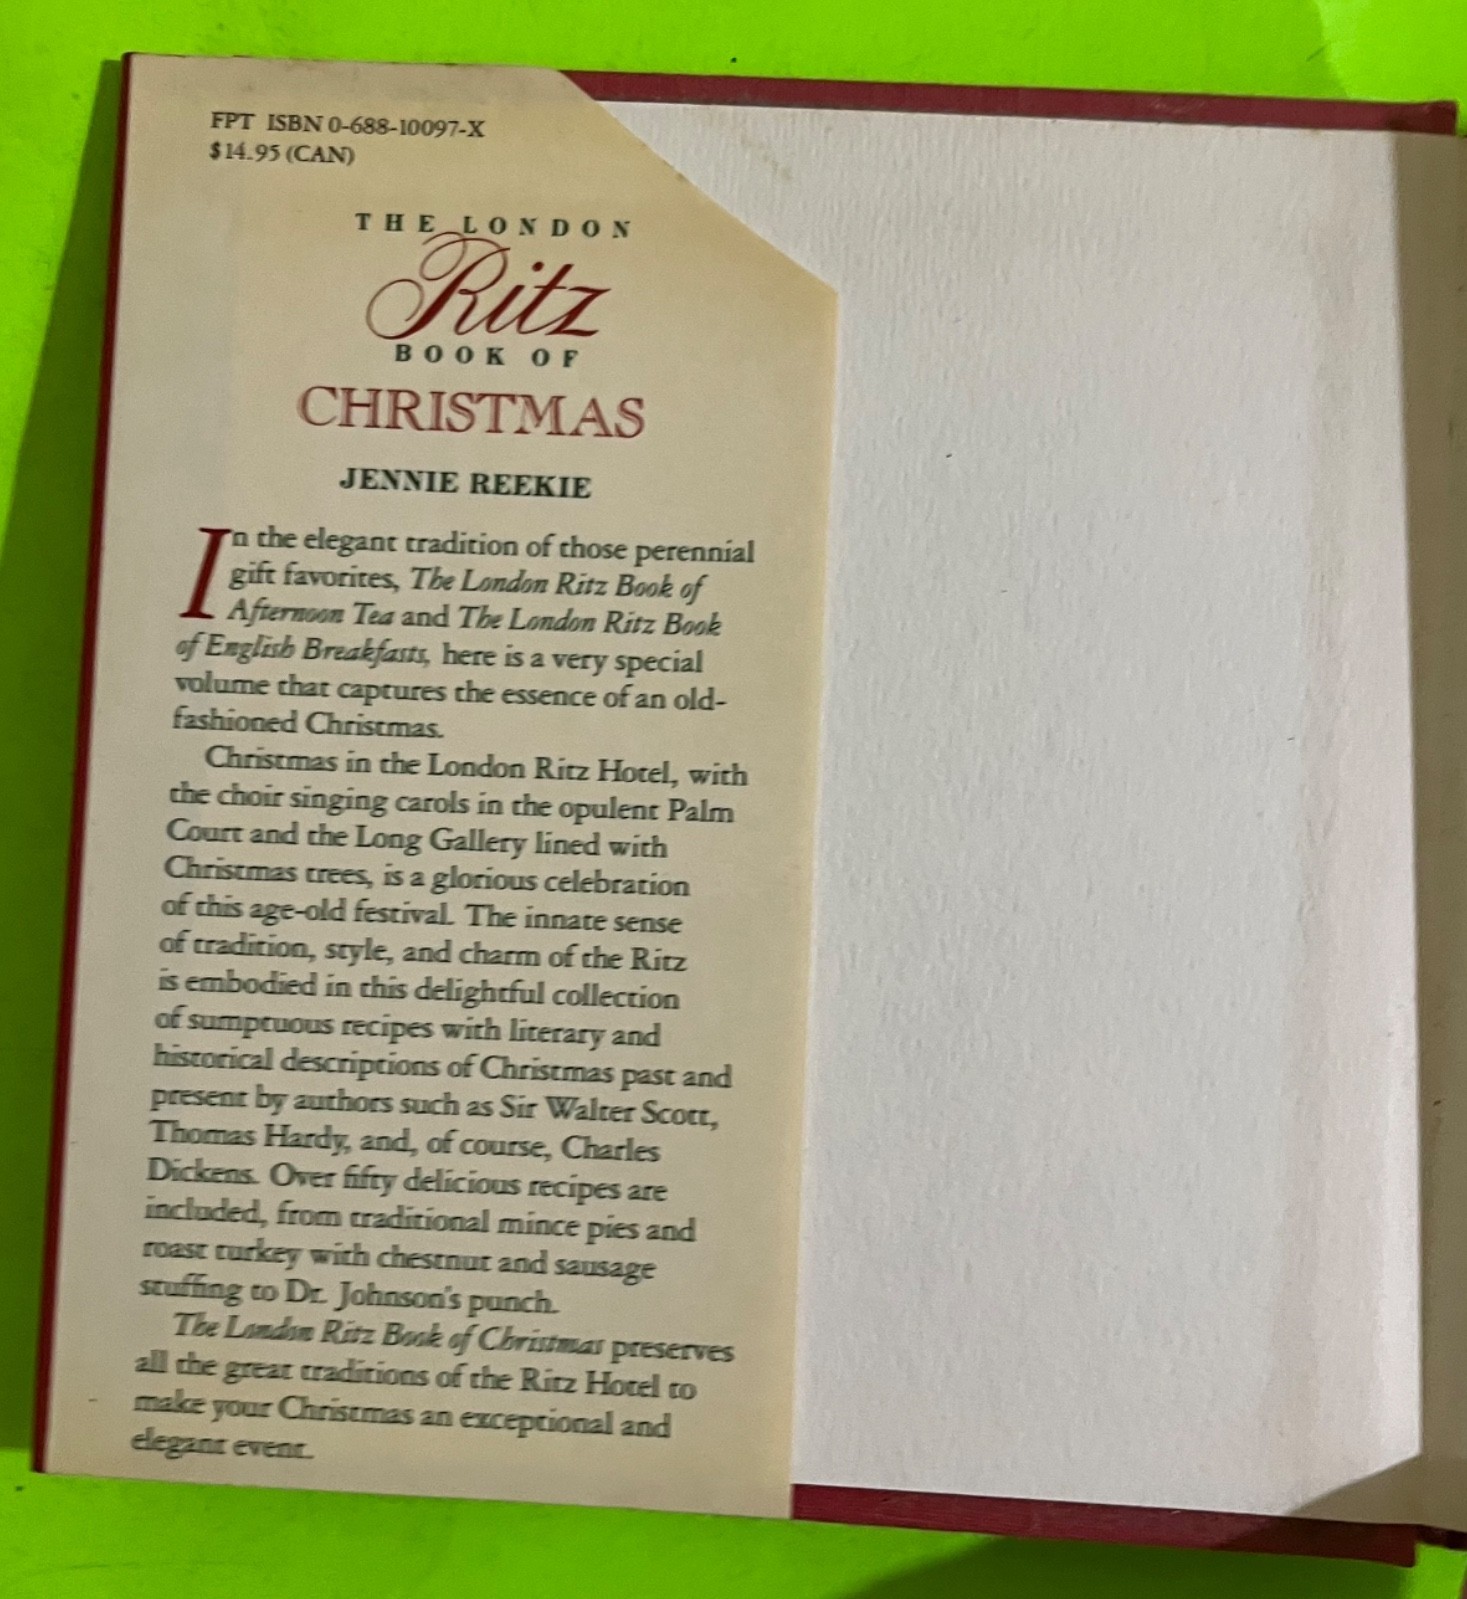 FPT ISBN 0-688-10097-X
$14.95 (CAN)
THE LONDON
Ritz
BOOK OF
CHRISTMAS
JENNIE REEKIE
In the elegant tradition of those perennial
gift favorites, The London Ritz Book of
Afternoon Tea and The London Ritz Book
of English Breakfasts, here is a very special
volume that captures the essence of an old-
fashioned Christmas.
Christmas in the London Ritz Hotel, with
the choir singing carols in the opulent Palm
Court and the Long Gallery lined with
Christmas trees, is a glorious celebration
of this age-old festival. The innate sense
of tradition, style, and charm of the Ritz
is embodied in this delightful collection
of sumptuous recipes with literary and
historical descriptions of Christmas past and
present by authors such as Sir Walter Scott,
Thomas Hardy, and, of course, Charles
Dickens. Over fifty delicious recipes are
included, from traditional mince pies and
roast turkey with chestnut and sausage
stuffing to Dr. Johnson's punch.
The London Ritz Book of Christmas preserves
all the great traditions of the Ritz Hotel to
make your Christmas an exceptional and
elegant event.